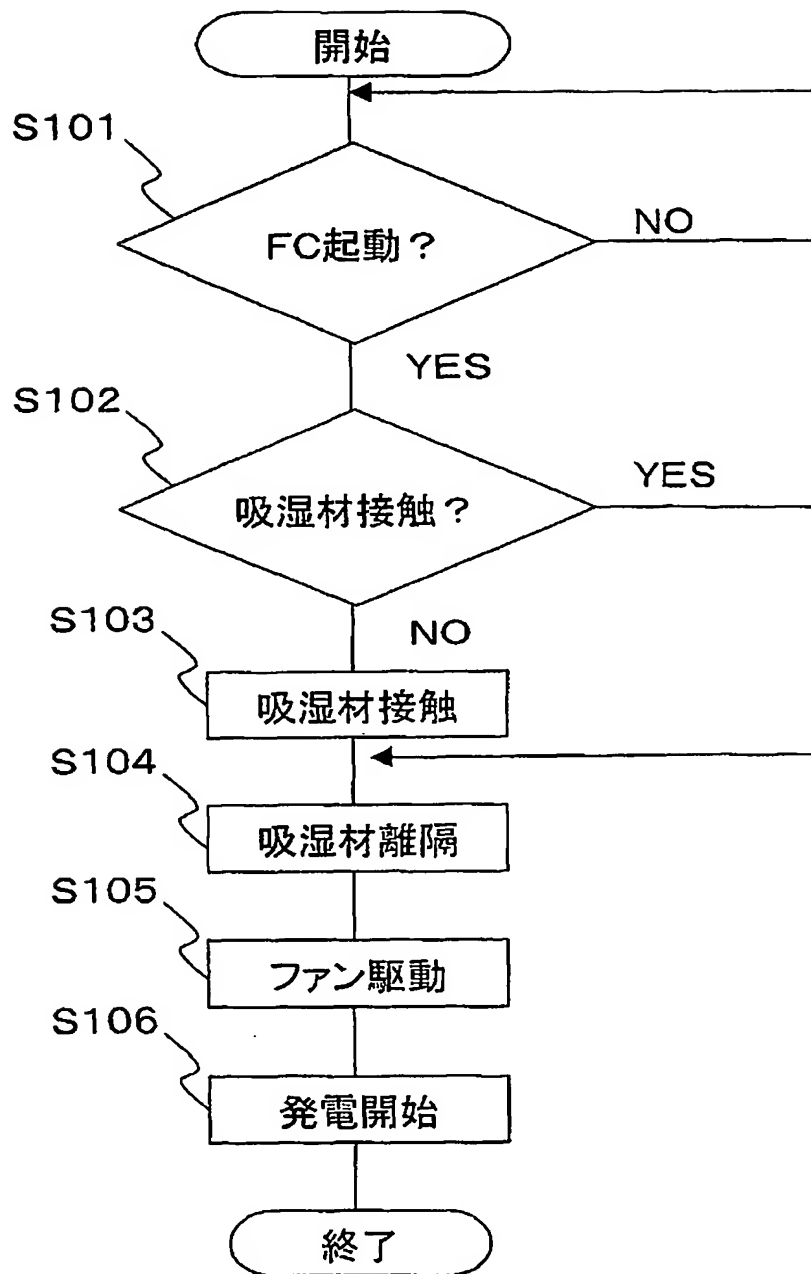 開始
S101
FC起動？
NO
YES
S102
吸湿材接触？
YES
NO
S103
吸湿材接触
S104
吸湿材離隔
S105
ファン駆動
S106
発電開始
終了